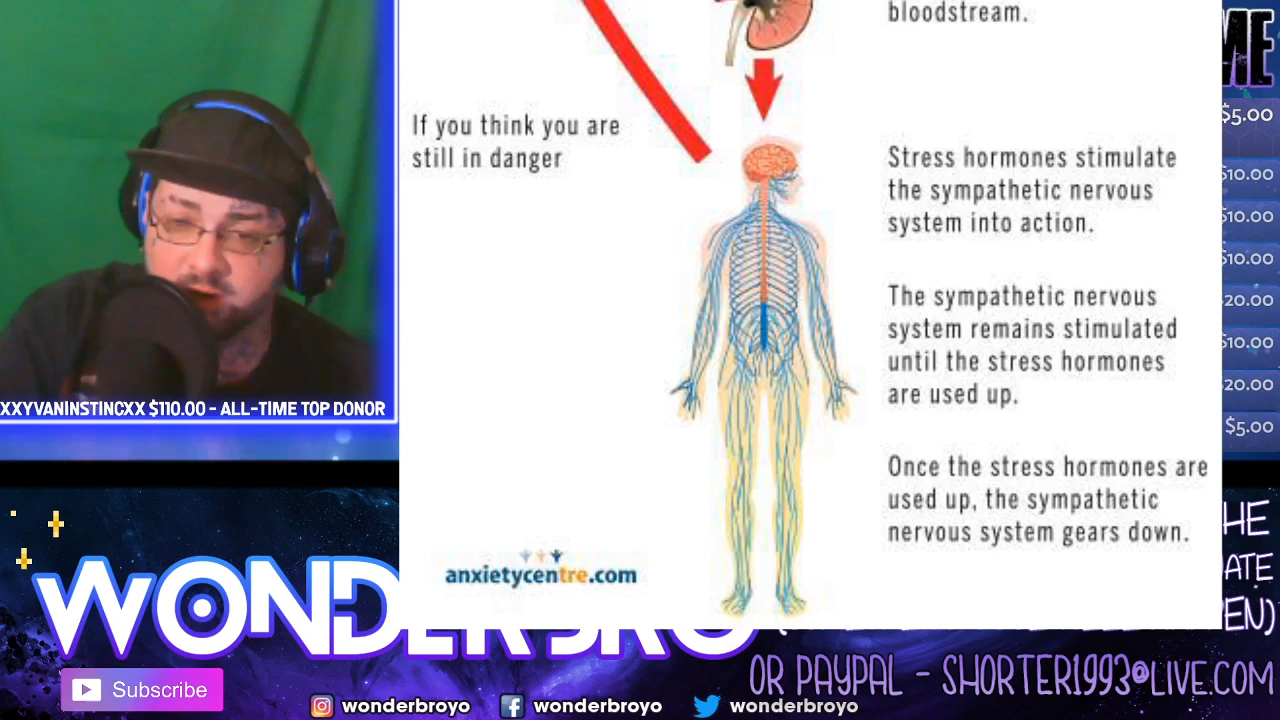 bloodstream.
If you think you are
still in danger
Stress hormones stimulate
the sympathetic nervous
system into action.
The sympathetic nervous
system remains stimulated
until the stress hormones
are used up.
Once the stress hormones are
used up, the sympathetic
nervous system gears down.
anxietycentre.com
XXYVANINSTINCXX $110.00 - ALL-TIME TOP DONOR
ME
$5.00
$10.00
$10.00
$10.00
$20.00
$10.00
$20.00
$5.00
HE
ATE
EN)
WONDERBRO
OR PAYPAL - SHORTER1993@LIVE.COM
Subscribe
wonderbroyo
wonderbroyo
wonderbroyo